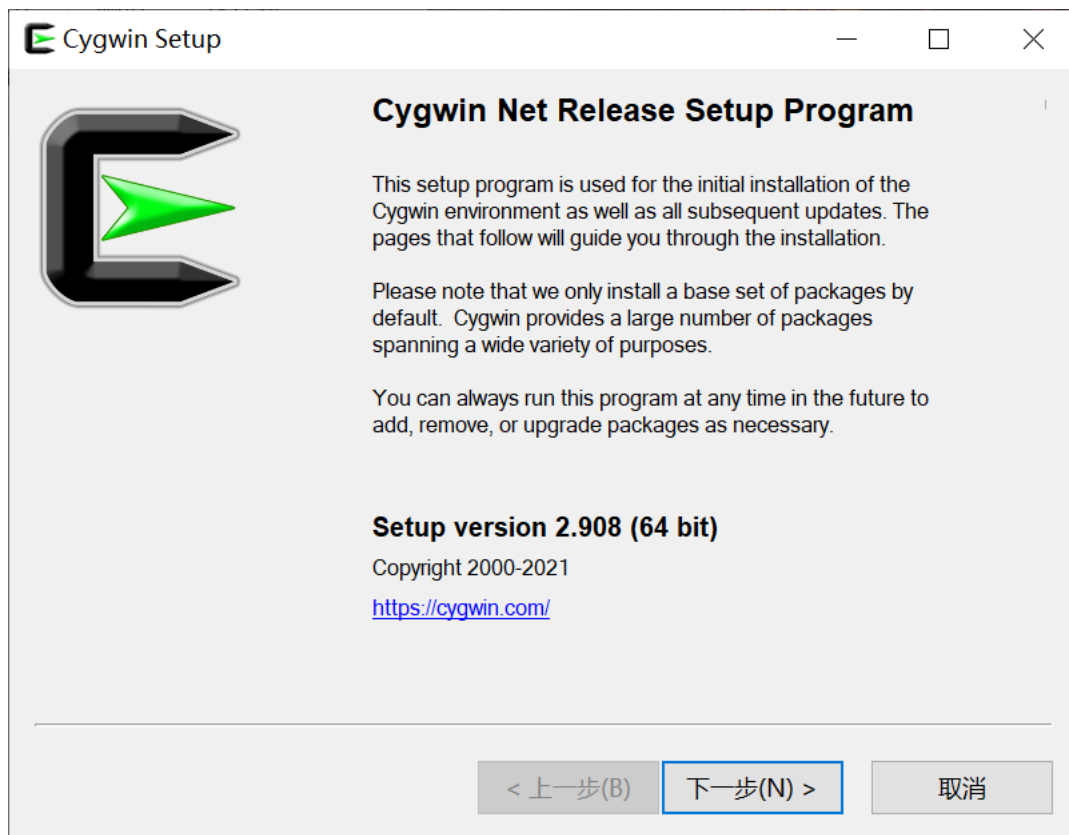 Cygwin Setup
Cygwin Net Release Setup Program
This setup program is used for the initial installation of the
Cygwin environment as well as all subsequent updates. The
pages that follow will guide you through the installation.
Please note that we only install a base set of packages by
default.  Cygwin provides a large number of packages
spanning a wide variety of purposes.
You can always run this program at any time in the future to
add, remove, or upgrade packages as necessary.
Setup version 2.908 (64 bit)
Copyright 2000-2021
https://cygwin.com/
< 上一步(B) 下一步(N) > 取消